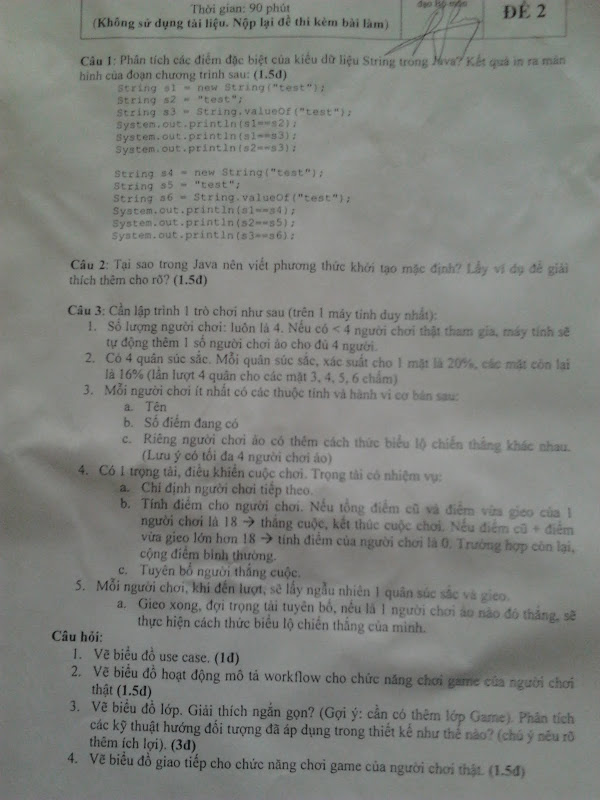 Thời gian: 90 phút
(Không sử dụng tài liệu. Nộp lại đề thi kèm bài làm)
ĐỀ 2
Câu 1: Phân tích các điểm đặc biệt của kiểu dữ liệu String trong Java? Kết quả in ra màn
hình của đoạn chương trình sau: (1.5đ)
String s1 = new String("test");
String s2 = "test";
String s3 = String.valueOf("test");
System.out.println(s1==s2);
System.out.println(s1==s3);
System.out.println(s2==s3);
String s4 = new String("test");
String s5 = "test";
String s6 = String.valueOf("test");
System.out.println(s1==s4);
System.out.println(s2==s5);
System.out.println(s3==s6);
Câu 2: Tại sao trong Java nên viết phương thức khởi tạo mặc định? Lấy ví dụ để giải
thích thêm cho rõ? (1.5đ)
Câu 3: Cần lập trình 1 trò chơi như sau (trên 1 máy tính duy nhất):
1. Số lượng người chơi: luôn là 4. Nếu có < 4 người chơi thật tham gia, máy tính sẽ
tự động thêm 1 số người chơi ảo cho đủ 4 người.
2. Có 4 quân súc sắc. Mỗi quân súc sắc, xác suất cho 1 mặt là 20%, các mặt còn lại
là 16% (lần lượt 4 quân cho các mặt 3, 4, 5, 6 chấm)
3. Mỗi người chơi ít nhất có các thuộc tính và hành vi cơ bản sau:
a. Tên
b. Số điểm đang có
c. Riêng người chơi ảo có thêm cách thức biểu lộ chiến thắng khác nhau.
(Lưu ý có tối đa 4 người chơi ảo)
4. Có 1 trọng tài, điều khiển cuộc chơi. Trọng tài có nhiệm vụ:
a. Chỉ định người chơi tiếp theo.
b. Tính điểm cho người chơi. Nếu tổng điểm cũ và điểm vừa gieo của 1
người chơi là 18 → thắng cuộc, kết thúc cuộc chơi. Nếu điểm cũ + điểm
vừa gieo lớn hơn 18 → tính điểm của người chơi là 0. Trường hợp còn lại,
cộng điểm bình thường.
c. Tuyên bố người thắng cuộc.
5. Mỗi người chơi, khi đến lượt, sẽ lấy ngẫu nhiên 1 quân súc sắc và gieo.
a. Gieo xong, đợi trọng tài tuyên bố, nếu là 1 người chơi ảo nào đó thắng, sẽ
thực hiện cách thức biểu lộ chiến thắng của mình.
Câu hỏi:
1. Vẽ biểu đồ use case. (1đ)
2. Vẽ biểu đồ hoạt động mô tả workflow cho chức năng chơi game của người chơi
thật (1.5đ)
3. Vẽ biểu đồ lớp. Giải thích ngắn gọn? (Gợi ý: cần có thêm lớp Game). Phân tích
các kỹ thuật hướng đối tượng đã áp dụng trong thiết kế như thế nào? (chú ý nêu rõ
thêm ích lợi). (3đ)
4. Vẽ biểu đồ giao tiếp cho chức năng chơi game của người chơi thật. (1.5đ)